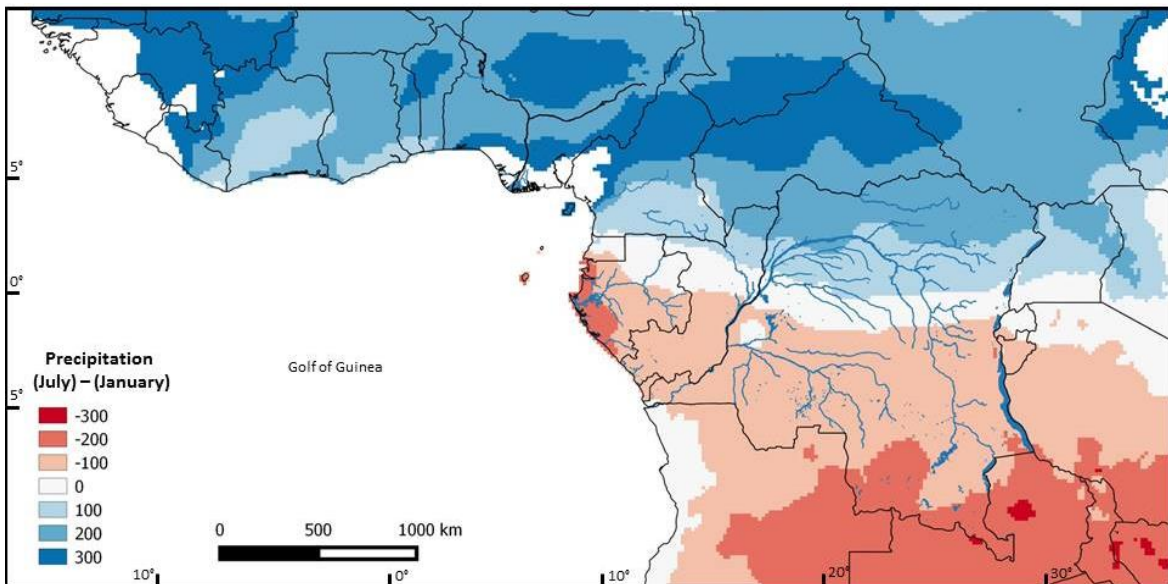 5°
0°
5°
Precipitation
(July) – (January)
-300
-200
-100
0
100
200
300
Golf of Guinea
0 500 1000 km
10° 0° 10° 20° 30°